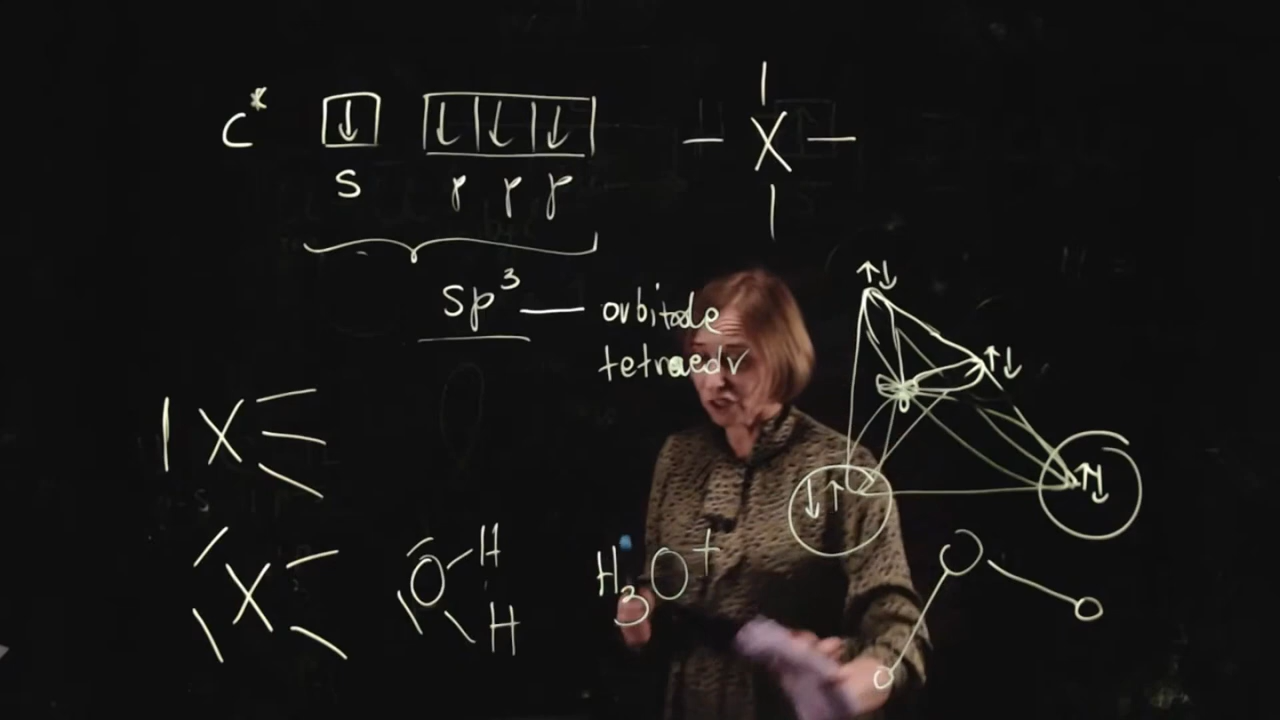 C* ↓ ↓ ↓ ↓
s p p p
X
sp³ — orbitale
tetraedr
↑↓
↑↓
X
↓↑
↑↓
X
O H H
H₃O⁺